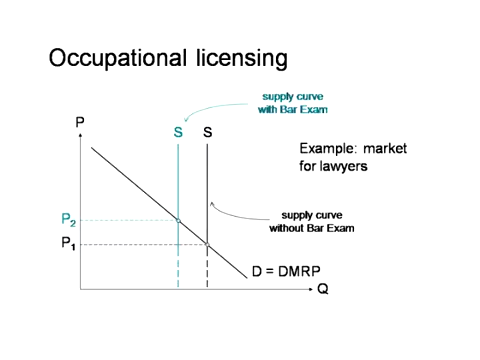 Occupational licensing
supply curve
with Bar Exam
P
S S
Example: market
for lawyers
P2
supply curve
without Bar Exam
P1
D = DMRP
Q